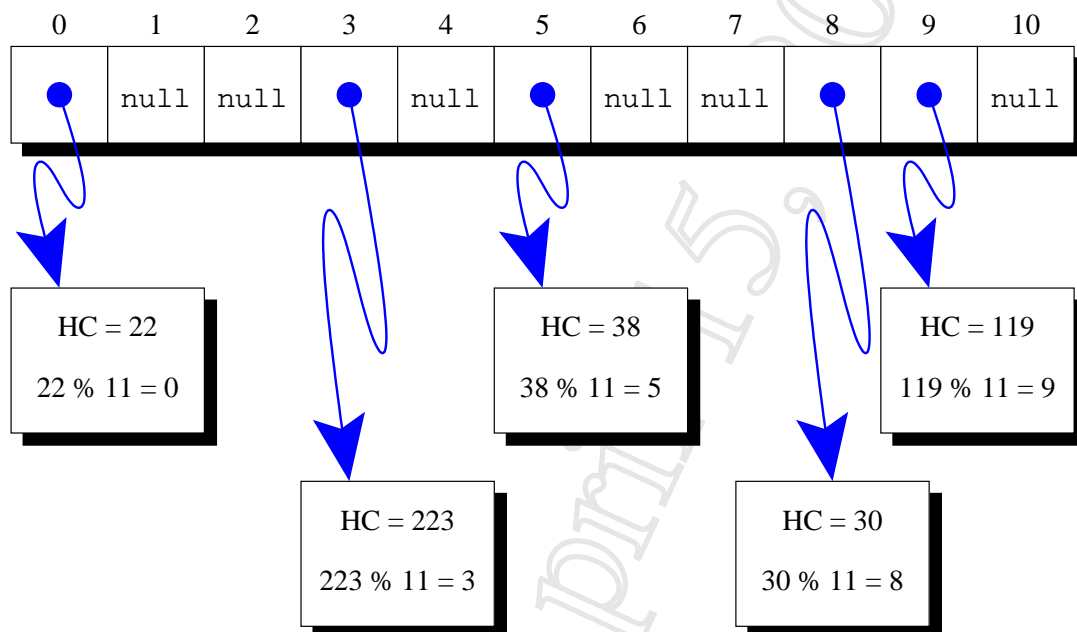 0 1 2 3 4 5 6 7 8 9 10
null null null null null null
HC = 22
22 % 11 = 0
HC = 38
38 % 11 = 5
HC = 119
119 % 11 = 9
HC = 223
223 % 11 = 3
HC = 30
30 % 11 = 8